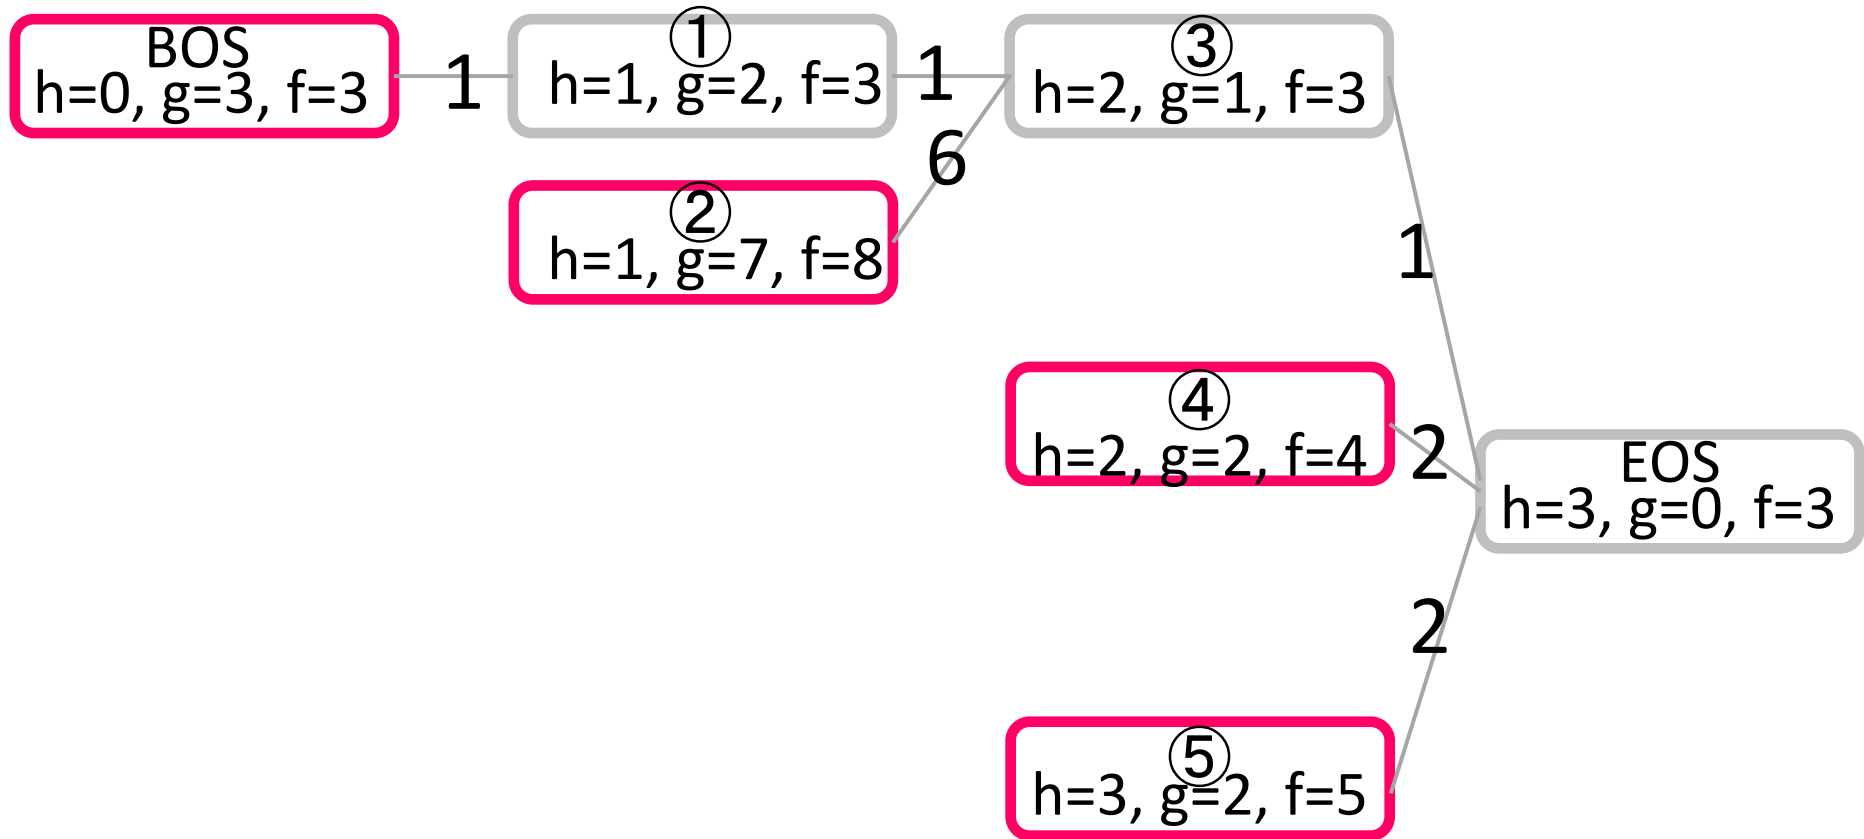 BOS
h=0, g=3, f=3
1
①
h=1, g=2, f=3
1
③
h=2, g=1, f=3
6
②
h=1, g=7, f=8
1
④
h=2, g=2, f=4
2
EOS
h=3, g=0, f=3
2
⑤
h=3, g=2, f=5